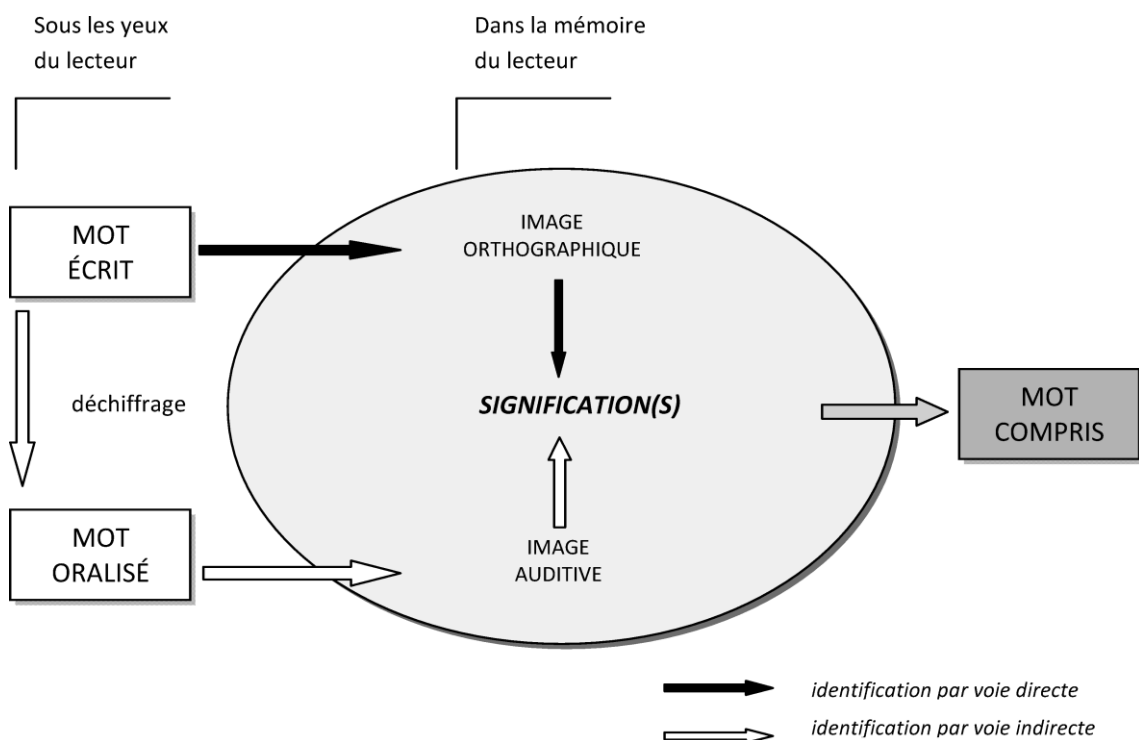 Sous les yeux
du lecteur
Dans la mémoire
du lecteur
MOT
ÉCRIT
IMAGE
ORTHOGRAPHIQUE
déchiffrage
SIGNIFICATION(S)
MOT
COMPRIS
MOT
ORALISÉ
IMAGE
AUDITIVE
identification par voie directe
identification par voie indirecte